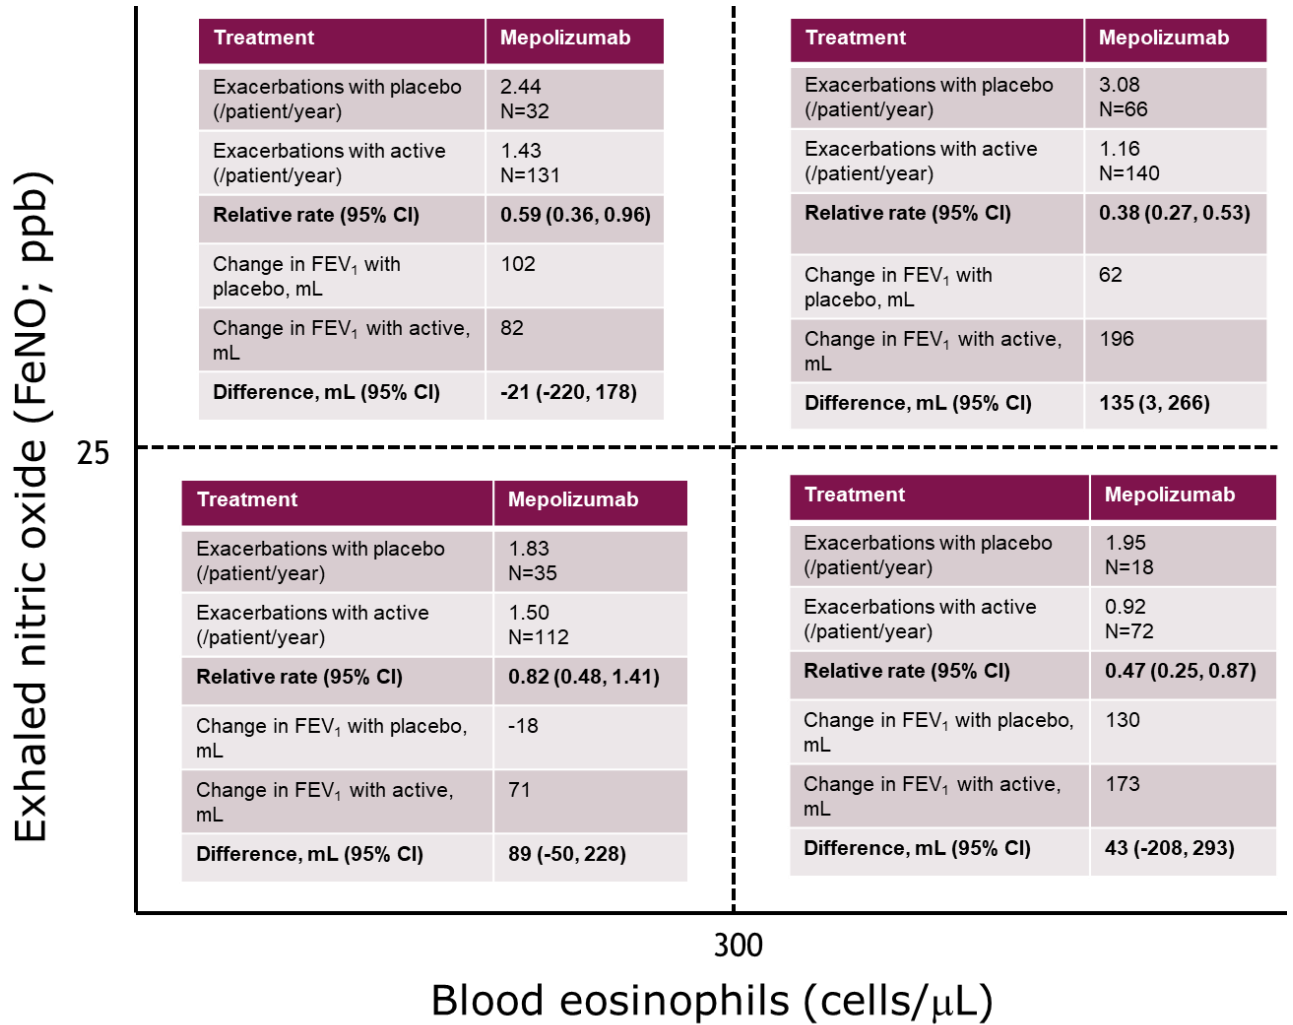 Exhaled nitric oxide (FeNO; ppb)
25
Treatment Mepolizumab
Exacerbations with placebo 2.44
(/patient/year) N=32
Exacerbations with active 1.43
(/patient/year) N=131
Relative rate (95% CI) 0.59 (0.36, 0.96)
Change in FEV₁ with 102
placebo, mL
Change in FEV₁ with active, 82
mL
Difference, mL (95% CI) -21 (-220, 178)
Treatment Mepolizumab
Exacerbations with placebo 3.08
(/patient/year) N=66
Exacerbations with active 1.16
(/patient/year) N=140
Relative rate (95% CI) 0.38 (0.27, 0.53)
Change in FEV₁ with 62
placebo, mL
Change in FEV₁ with active, 196
mL
Difference, mL (95% CI) 135 (3, 266)
Treatment Mepolizumab
Exacerbations with placebo 1.83
(/patient/year) N=35
Exacerbations with active 1.50
(/patient/year) N=112
Relative rate (95% CI) 0.82 (0.48, 1.41)
Change in FEV₁ with placebo, -18
mL
Change in FEV₁ with active, 71
mL
Difference, mL (95% CI) 89 (-50, 228)
Treatment Mepolizumab
Exacerbations with placebo 1.95
(/patient/year) N=18
Exacerbations with active 0.92
(/patient/year) N=72
Relative rate (95% CI) 0.47 (0.25, 0.87)
Change in FEV₁ with placebo, 130
mL
Change in FEV₁ with active, 173
mL
Difference, mL (95% CI) 43 (-208, 293)
300
Blood eosinophils (cells/μL)